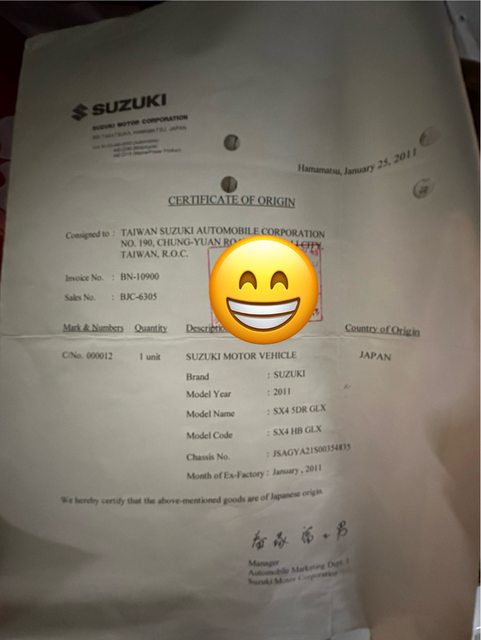 SUZUKI
SUZUKI MOTOR CORPORATION
Hamamatsu, January 25, 2011
CERTIFICATE OF ORIGIN
Consigned to : TAIWAN SUZUKI AUTOMOBILE CORPORATION
NO. 190, CHUNG-YUAN CITY,
TAIWAN, R.O.C.
Invoice No. : BN-10900
Sales No. : BJC-6305
Mark & Numbers Quantity Country of Origin
C/No. 000012 1 unit SUZUKI MOTOR VEHICLE JAPAN
Brand : SUZUKI
Model Year : 2011
Model Name : SX4 5DR GLX
Model Code : SX4 HB GLX
Chassis No. : JSAGYA21S00354835
Month of Ex-Factory : January, 2011
We hereby certify that the above-mentioned goods are of Japanese origin.
Manager
Automobile Marketing Dept.
Suzuki Motor Corporation